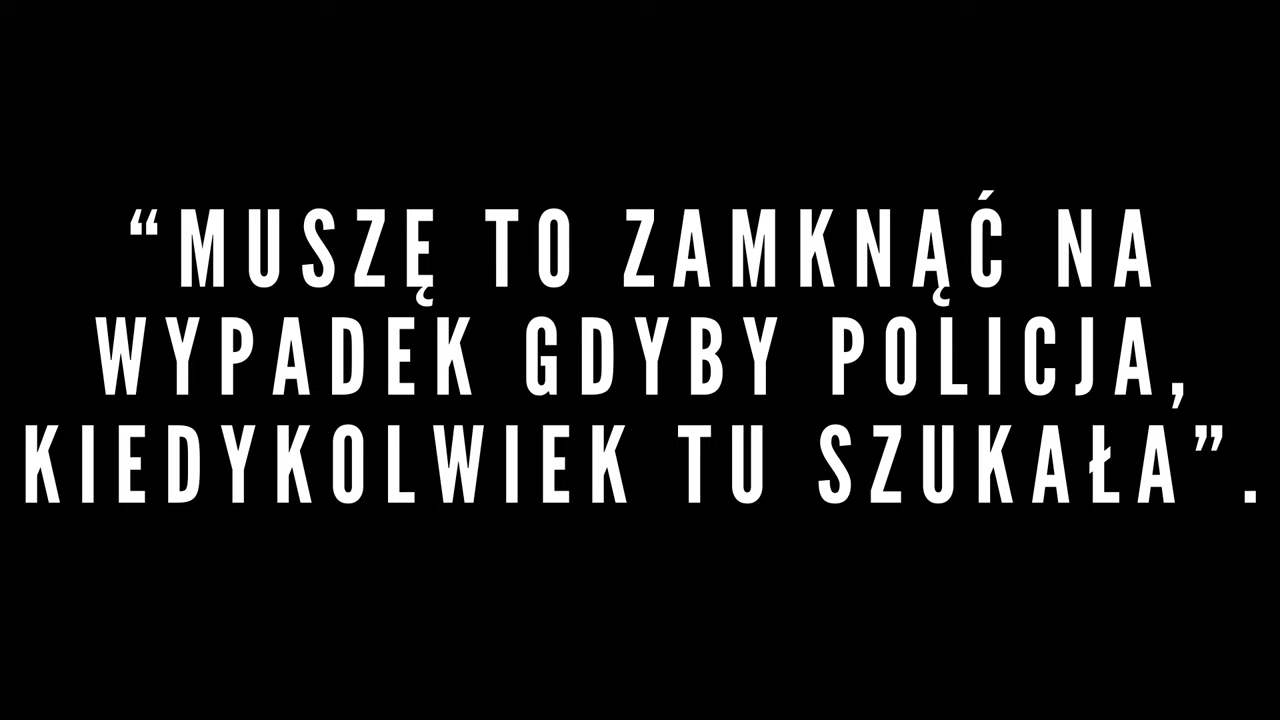 “MUSZĘ TO ZAMKNĄĆ NA
WYPADEK GDYBY POLICJA,
KIEDYKOLWIEK TU SZUKAŁA”.